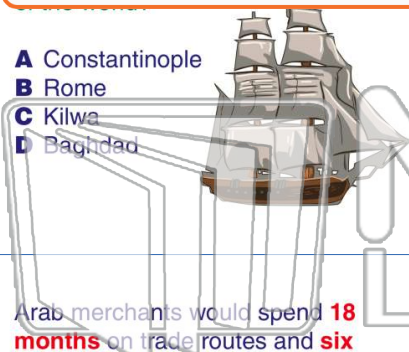 of the world?
A Constantinople
B Rome
C Kilwa
D Baghdad
Arab merchants would spend 18
months on trade routes and six